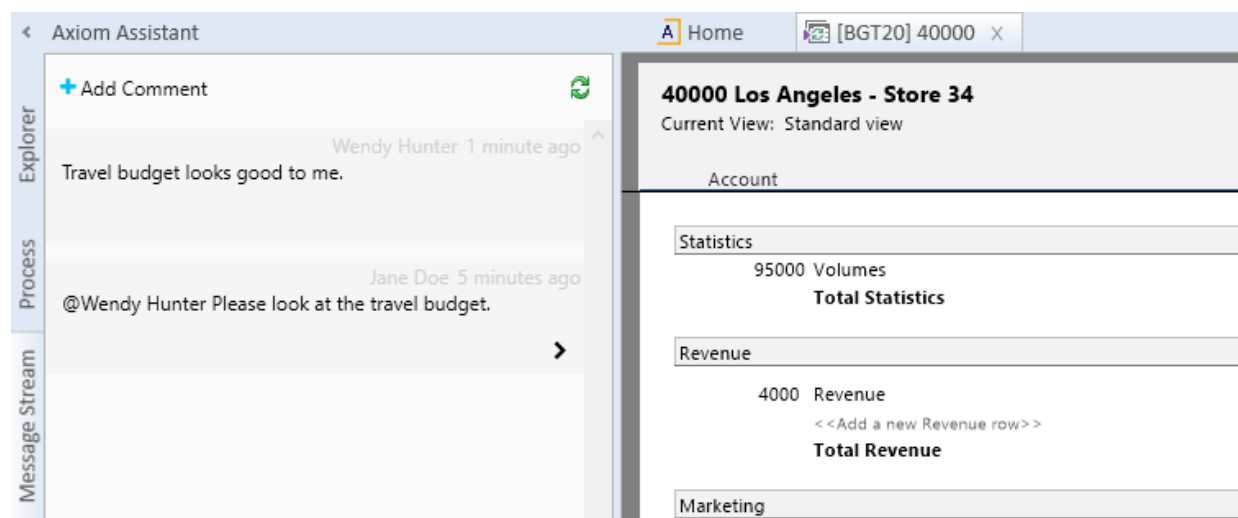 Axiom Assistant
Add Comment
Wendy Hunter 1 minute ago
Travel budget looks good to me.
Jane Doe 5 minutes ago
@Wendy Hunter Please look at the travel budget.
Explorer
Process
Message Stream
A Home
[BGT20] 40000 X
40000 Los Angeles - Store 34
Current View: Standard view
Account
Statistics
95000 Volumes
Total Statistics
Revenue
4000 Revenue
<<Add a new Revenue row>>
Total Revenue
Marketing